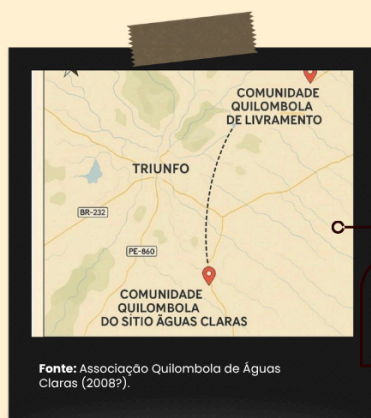 COMUNIDADE
QUILOMBOLA
DE LIVRAMENTO
TRIUNFO
BR-232
PE-860
COMUNIDADE
QUILOMBOLA
DO SÍTIO ÁGUAS CLARAS
Fonte: Associação Quilombola de Águas
Claras (2008?).